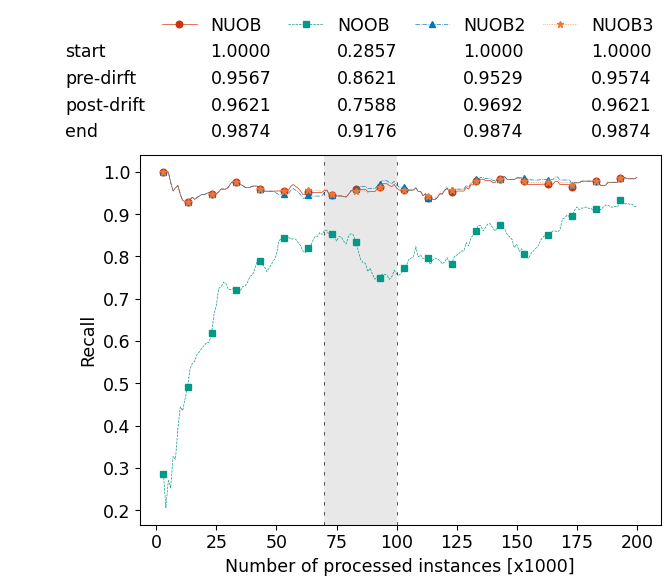 NUOB NOOB NUOB2 NUOB3
start 1.0000 0.2857 1.0000 1.0000
pre-dirft 0.9567 0.8621 0.9529 0.9574
post-drift 0.9621 0.7588 0.9692 0.9621
end 0.9874 0.9176 0.9874 0.9874
1.0
0.9
0.8
0.7
0.6
0.5
0.4
0.3
0.2
Recall
0 25 50 75 100 125 150 175 200
Number of processed instances [x1000]